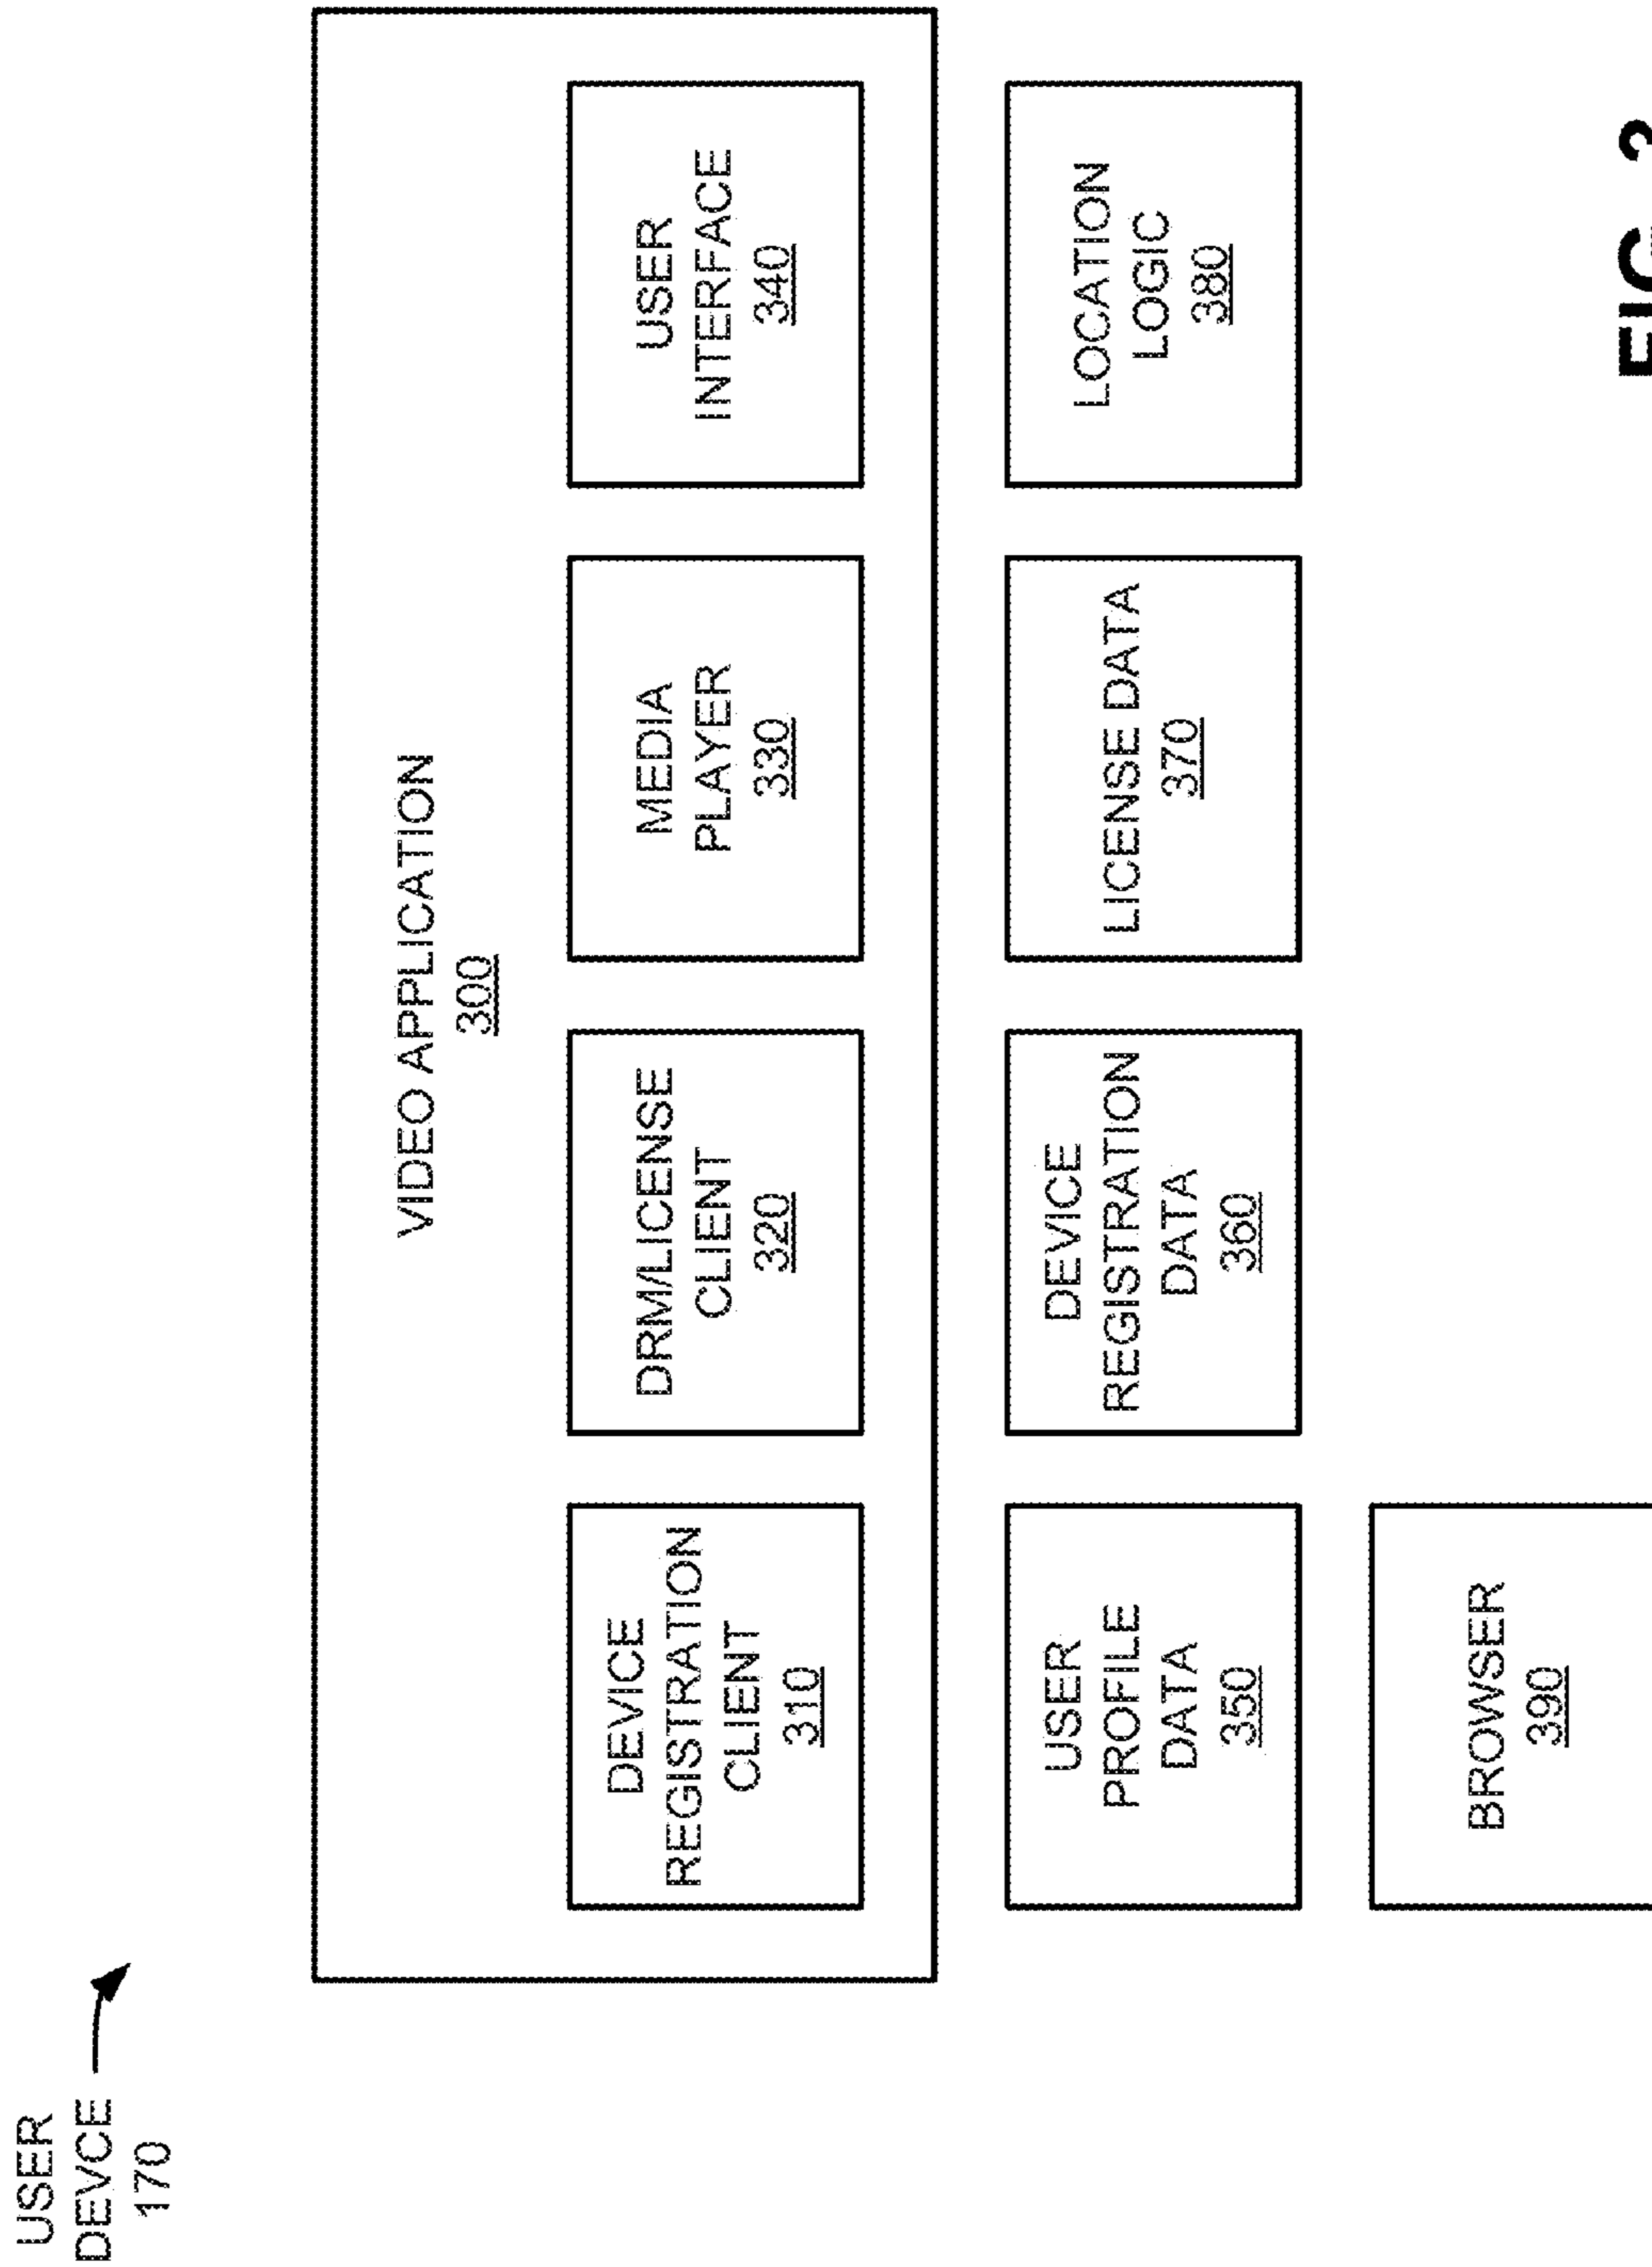 USER
DEVCE
170
VIDEO APPLICATION
300
DEVICE
REGISTRATION
CLIENT
310
DRM/LICENSE
CLIENT
320
MEDIA
PLAYER
330
USER
INTERFACE
340
USER
PROFILE
DATA
350
DEVICE
REGISTRATION
DATA
360
LICENSE DATA
370
LOCATION
LOGIC
380
BROWSER
390
FIG.